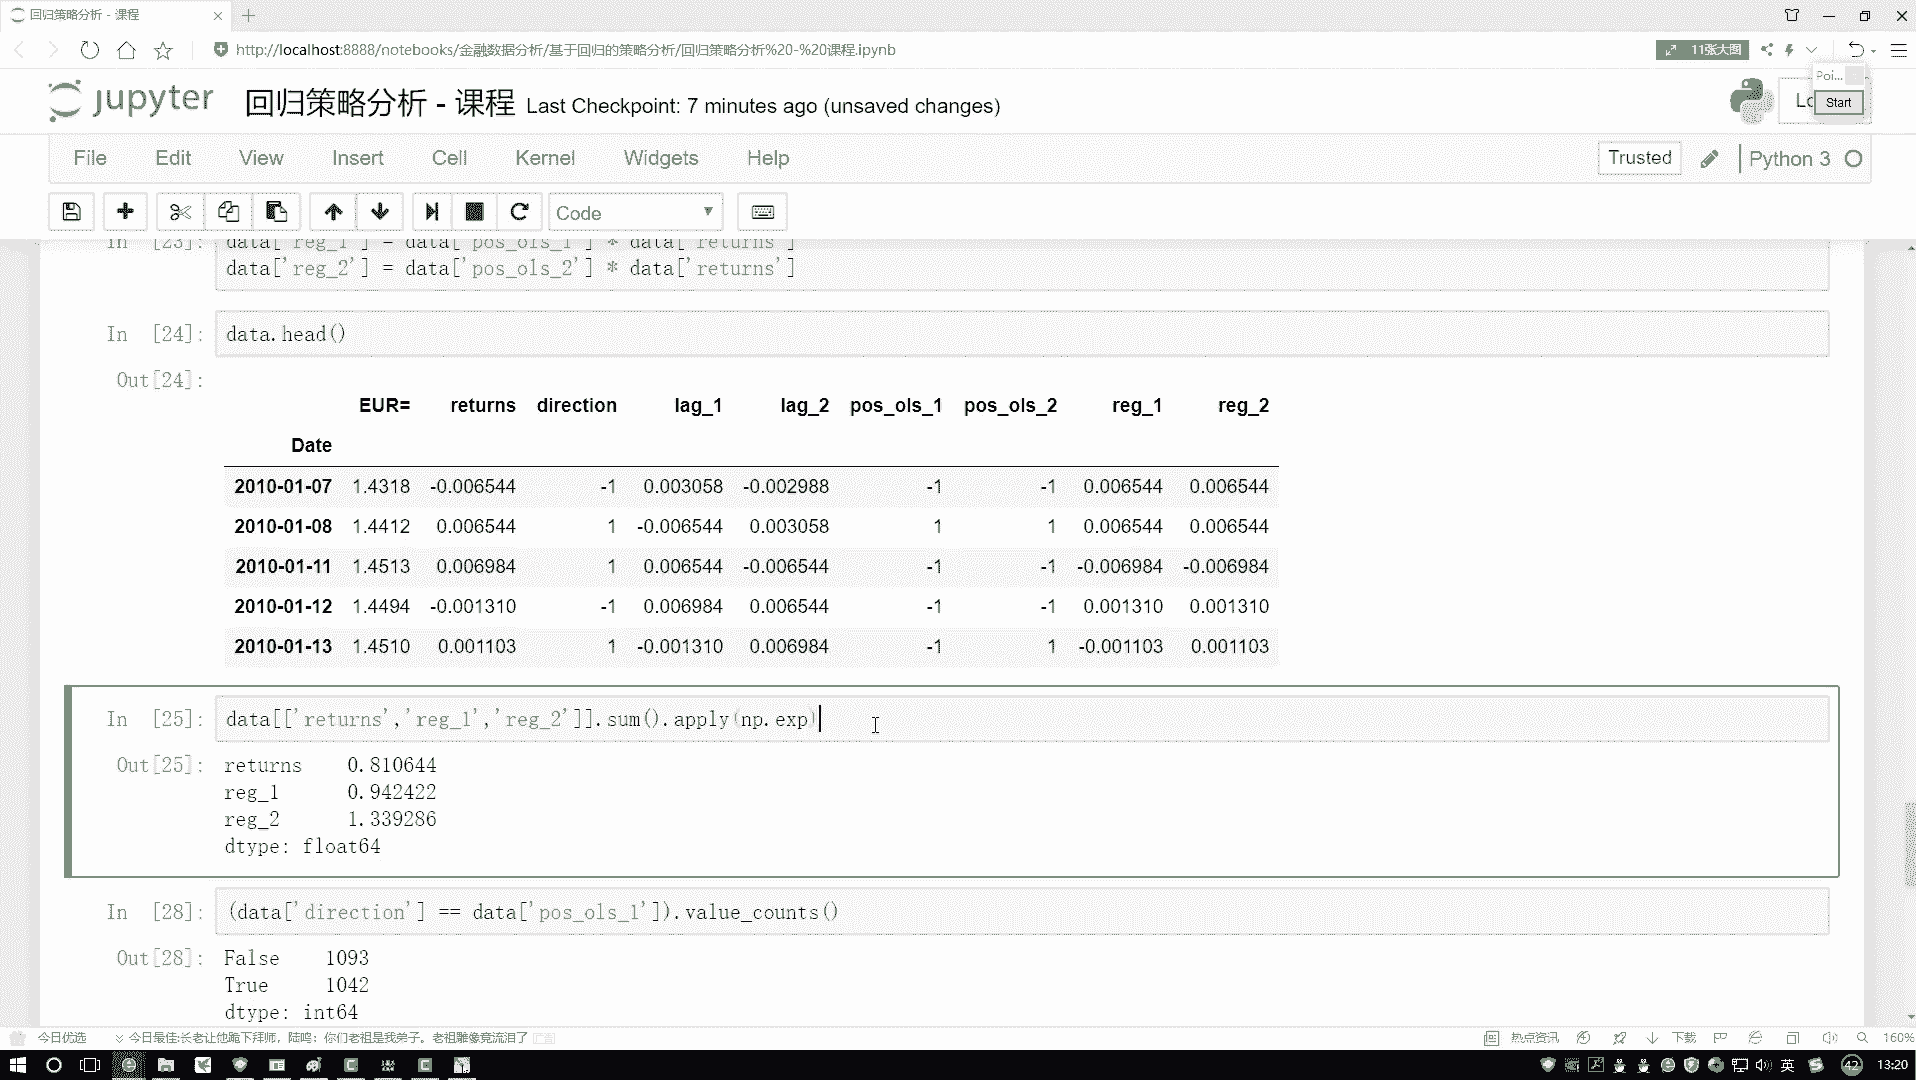 回归策略分析 - 课程
http://localhost:8888/notebooks/金融数据分析/基于回归的策略分析/回归策略分析%20-%20课程.ipynb
11张大图
Poi...
Start
jupyter 回归策略分析 - 课程 Last Checkpoint: 7 minutes ago (unsaved changes)
File Edit View Insert Cell Kernel Widgets Help
Trusted Python 3
Code
In [23]: data['reg_1'] = data['pos_ols_1'] * data['returns']
data['reg_2'] = data['pos_ols_2'] * data['returns']
In [24]: data.head()
Out[24]:
EUR= returns direction lag_1 lag_2 pos_ols_1 pos_ols_2 reg_1 reg_2
Date
2010-01-07 1.4318 -0.006544 -1 0.003058 -0.002988 -1 -1 0.006544 0.006544
2010-01-08 1.4412 0.006544 1 -0.006544 0.003058 1 1 0.006544 0.006544
2010-01-11 1.4513 0.006984 1 0.006544 -0.006544 -1 -1 -0.006984 -0.006984
2010-01-12 1.4494 -0.001310 -1 0.006984 0.006544 -1 -1 0.001310 0.001310
2010-01-13 1.4510 0.001103 1 -0.001310 0.006984 -1 1 -0.001103 0.001103
In [25]: data[['returns','reg_1','reg_2']].sum().apply(np.exp)
Out[25]: returns 0.810644
reg_1 0.942422
reg_2 1.339286
dtype: float64
In [28]: (data['direction'] == data['pos_ols_1']).value_counts()
Out[28]: False 1093
True 1042
dtype: int64
今日优选 今日最佳:长老让他跪下拜师，陆鸣：你们老祖是我弟子。老祖雕像竟流泪了 广告
热点资讯 下载 160%
英 42 13:20